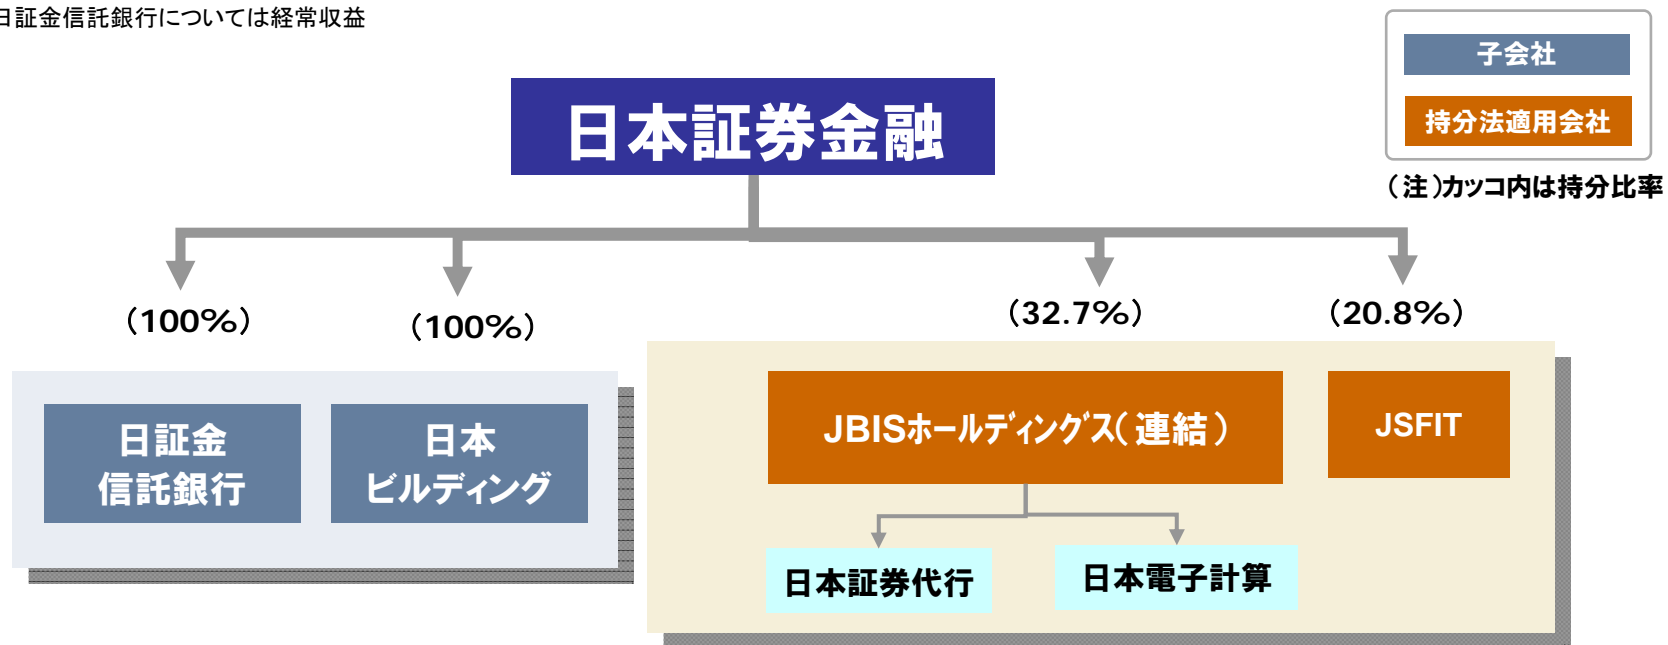 日証金信託銀行については経常収益
子会社
持分法適用会社
(注)カッコ内は持分比率
日本証券金融
(100%)
(100%)
(32.7%)
(20.8%)
日証金
信託銀行
日本
ビルディング
JBISホールディングス(連結)
JSFIT
日本証券代行
日本電子計算